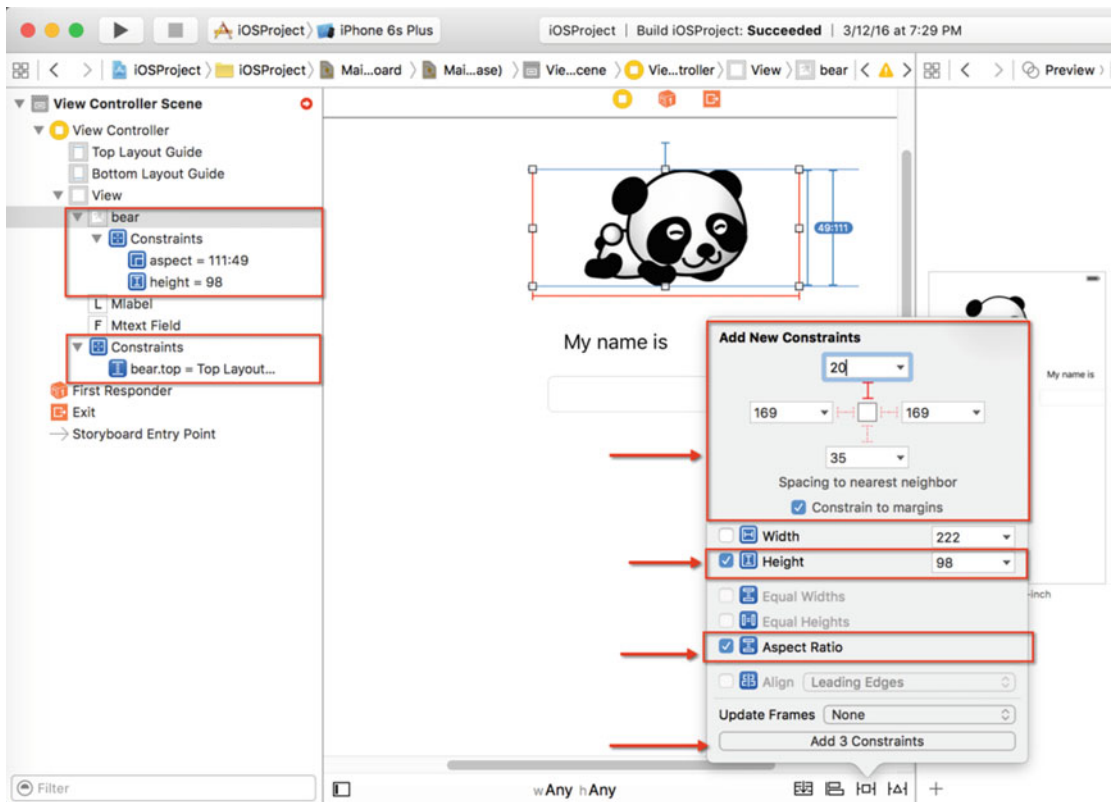 iOSProject iPhone 6s Plus iOSProject | Build iOSProject: Succeeded | 3/12/16 at 7:29 PM
iOSProject iOSProject Mai...oard Mai...ase) Vie...cene Vie...troller View bear Preview
View Controller Scene
View Controller
Top Layout Guide
Bottom Layout Guide
View
bear
Constraints
aspect = 111:49
height = 98
L Mlabel
F Mtext Field
Constraints
bear.top = Top Layout...
First Responder
Exit
Storyboard Entry Point
Filter
49:111
My name is
wAny hAny
Add New Constraints
20
169 169
35
Spacing to nearest neighbor
Constrain to margins
Width 222
Height 98
Equal Widths
Equal Heights
Aspect Ratio
Align Leading Edges
Update Frames None
Add 3 Constraints
My name is
-inch